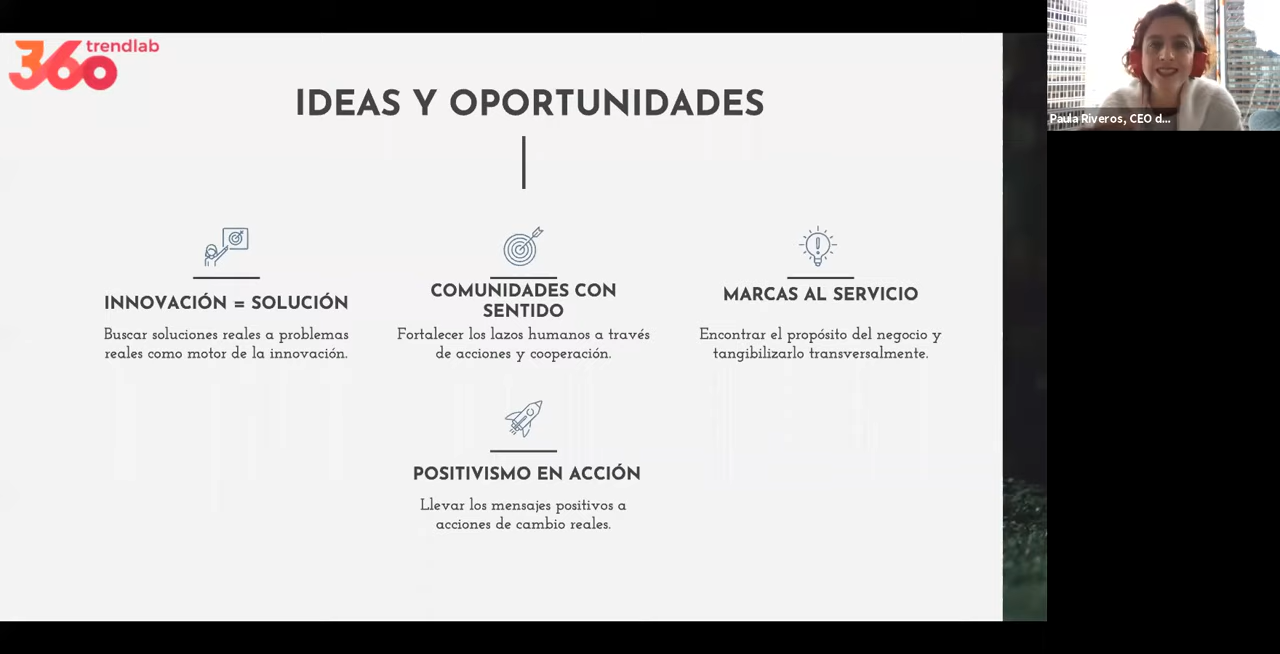 360 trendlab
IDEAS Y OPORTUNIDADES
INNOVACIÓN = SOLUCIÓN
Buscar soluciones reales a problemas
reales como motor de la innovación.
COMUNIDADES CON
SENTIDO
Fortalecer los lazos humanos a través
de acciones y cooperación.
MARCAS AL SERVICIO
Encontrar el propósito del negocio y
tangibilizarlo transversalmente.
POSITIVISMO EN ACCIÓN
Llevar los mensajes positivos a
acciones de cambio reales.
Paula Riveros, CEO d...